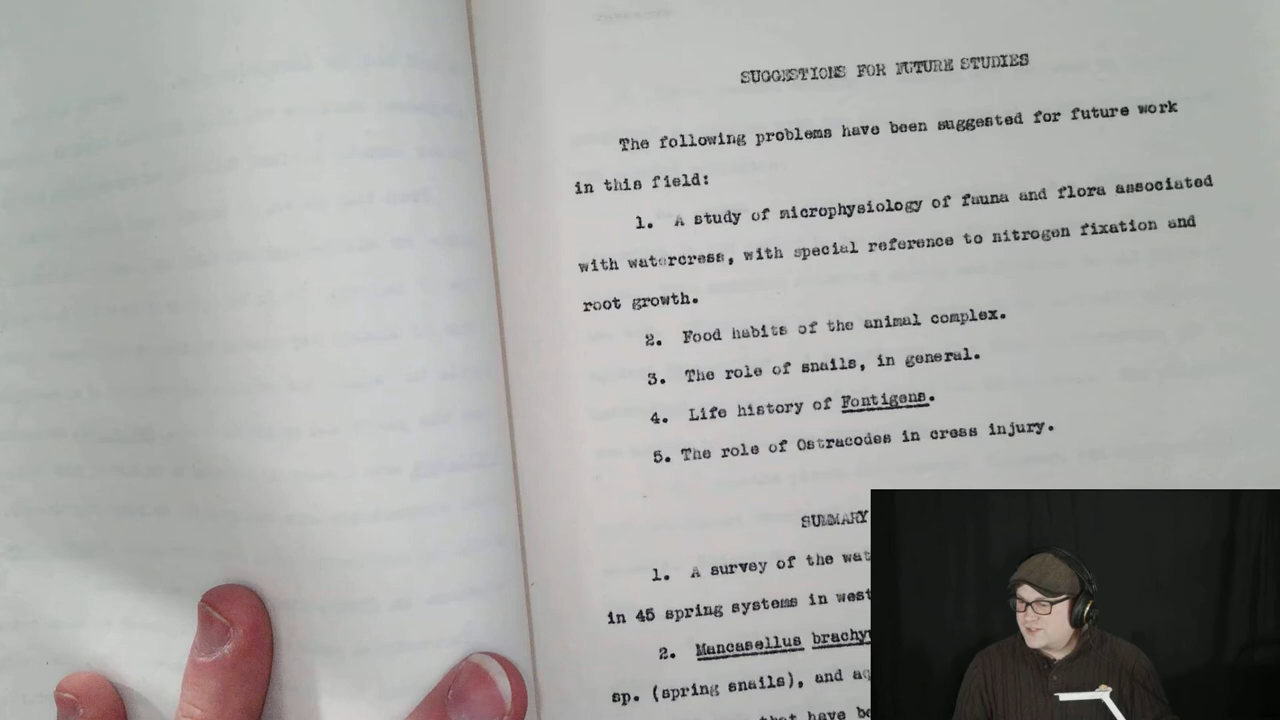 SUGGESTIONS FOR FUTURE STUDIES
The following problems have been suggested for future work
in this field:
1. A study of microphysiology of fauna and flora associated
with watercress, with special reference to nitrogen fixation and
root growth.
2. Food habits of the animal complex.
3. The role of snails, in general.
4. Life history of Fontigens.
5. The role of Ostracodes in cress injury.
SUMMARY
1. A survey of the wat
in 45 spring systems in west
2. Mancasellus brachy
sp. (spring snails), and aq
that have be